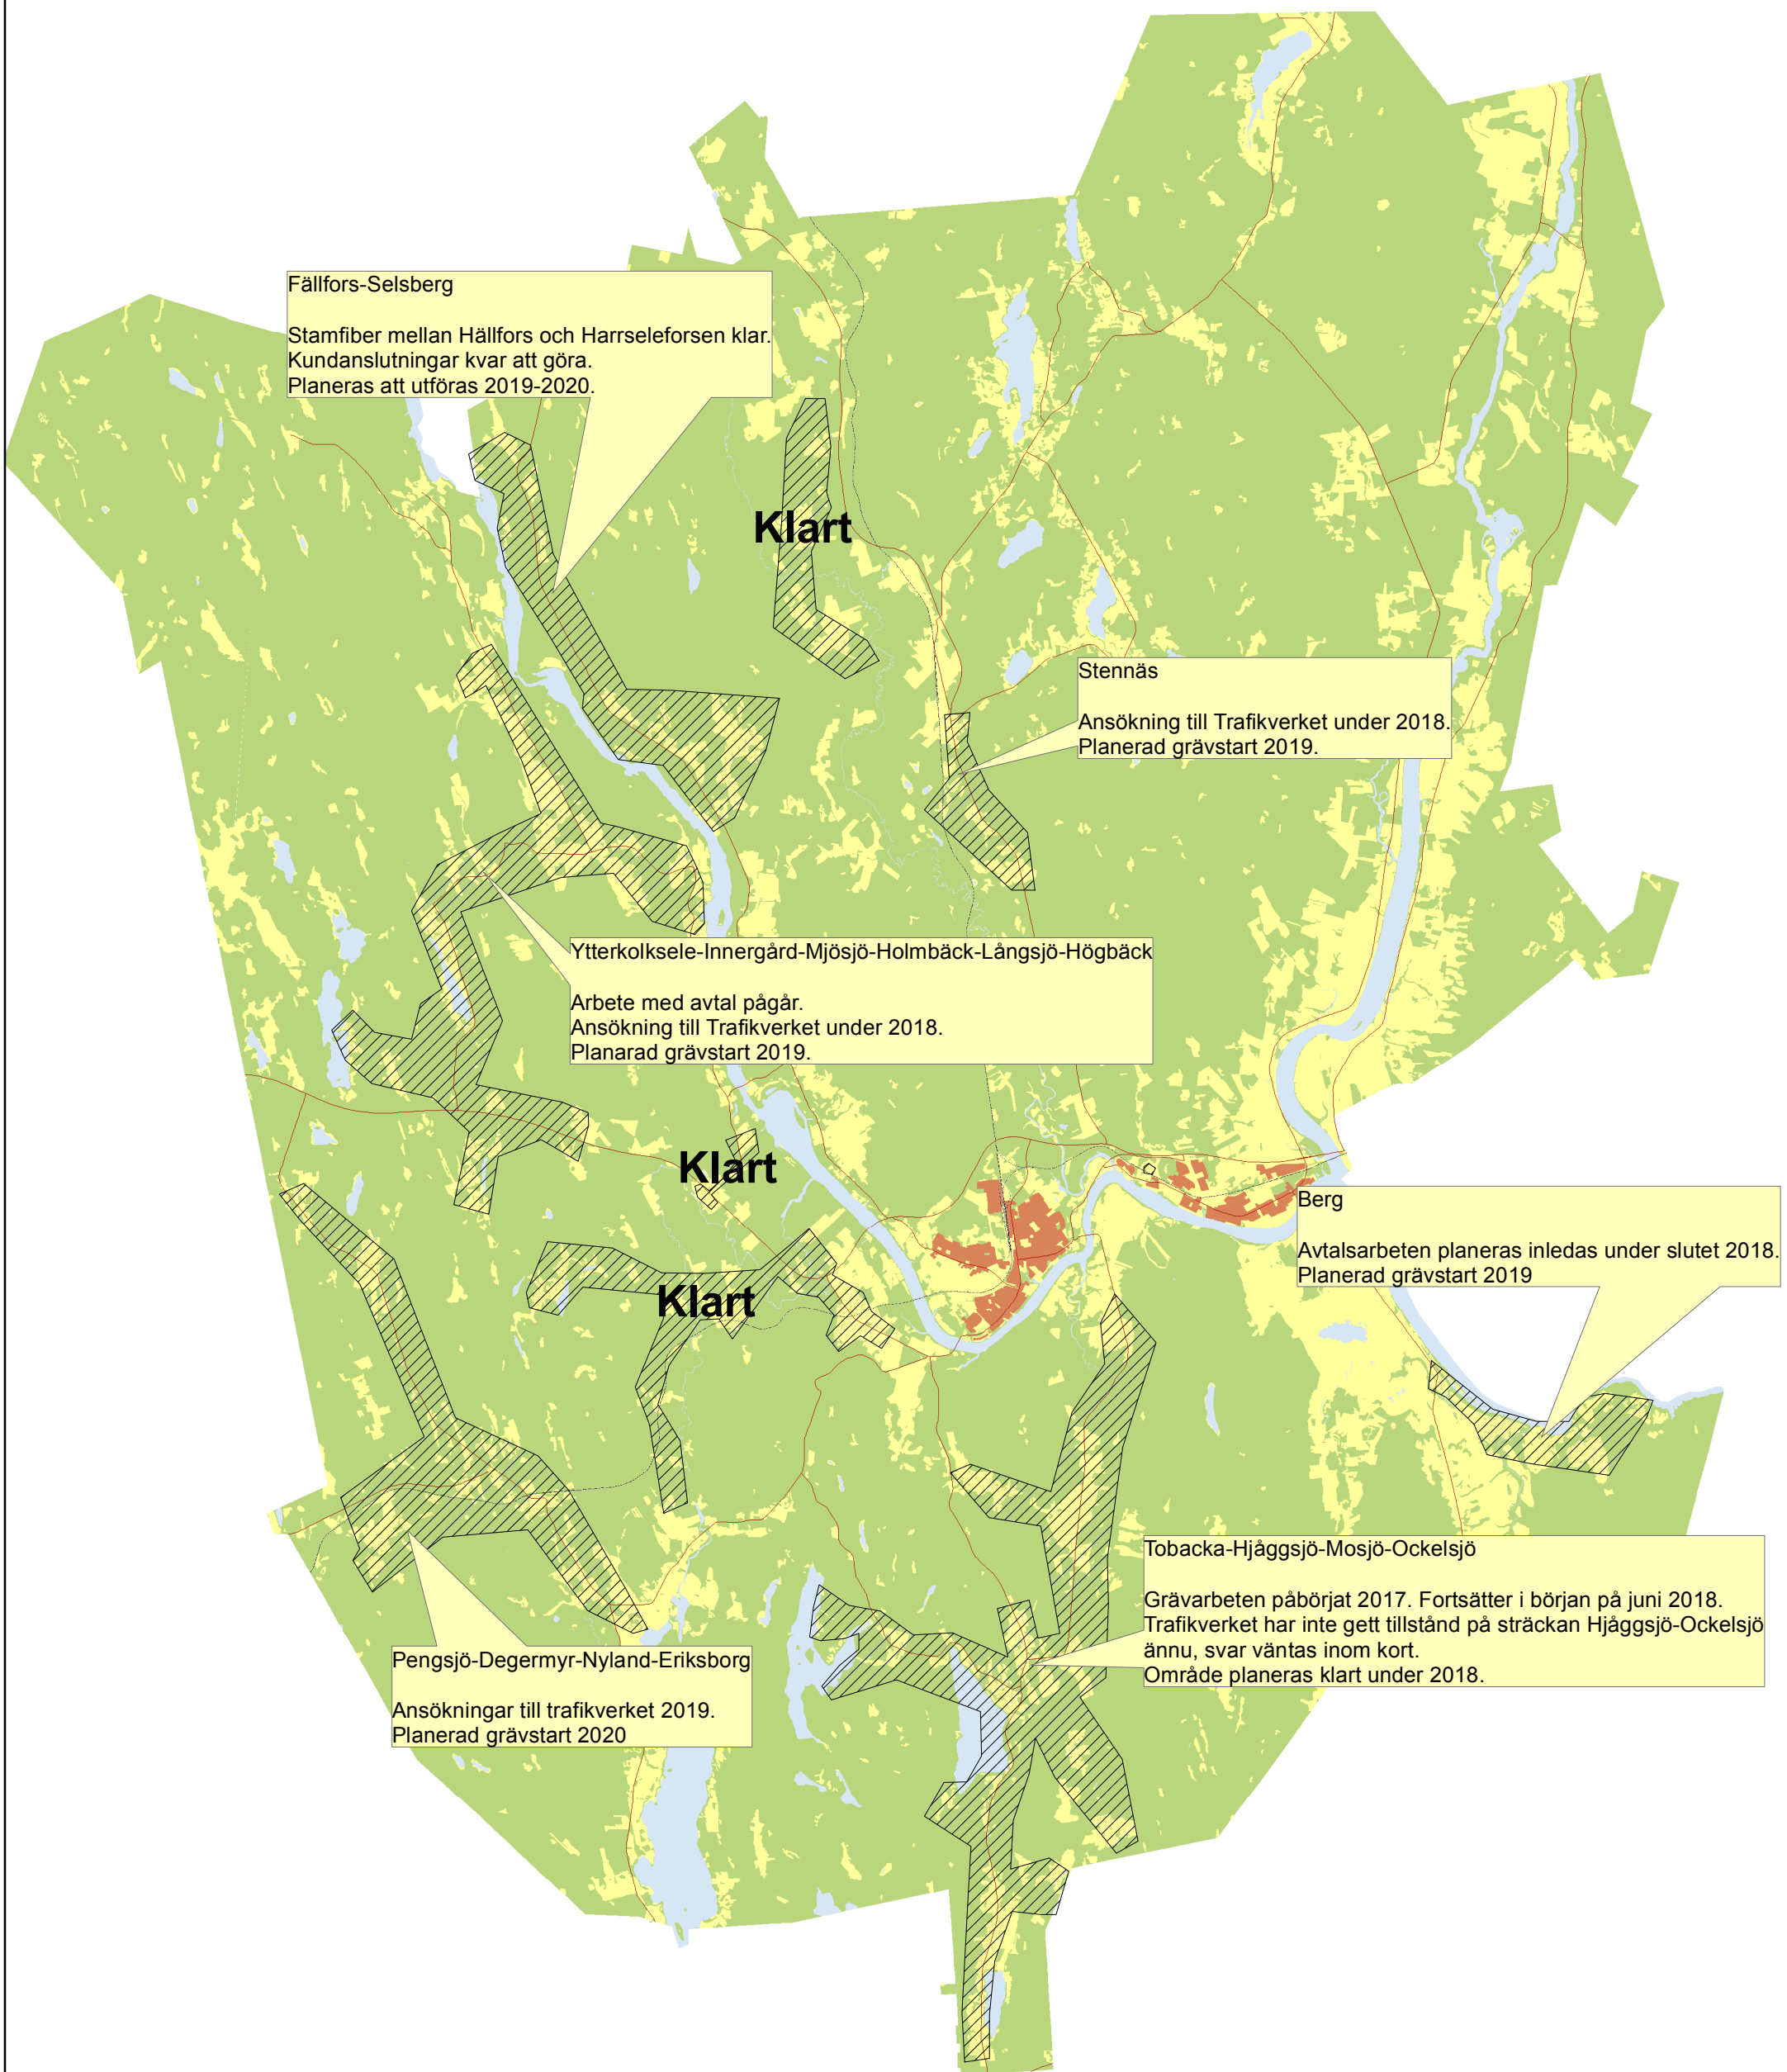 Fällfors-Selsberg
Stamfiber mellan Hällfors och Harrseleforsen klar.
Kundanslutningar kvar att göra.
Planeras att utföras 2019-2020.
Klart
Stennäs
Ansökning till Trafikverket under 2018.
Planerad grävstart 2019.
Ytterkolksele-Innergård-Mjösjö-Holmbäck-Långsjö-Högbäck
Arbete med avtal pågår.
Ansökning till Trafikverket under 2018.
Planarad grävstart 2019.
Klart
Berg
Avtalsarbeten planeras inledas under slutet 2018.
Planerad grävstart 2019
Klart
Tobacka-Hjåggsjö-Mosjö-Ockelsjö
Grävarbeten påbörjat 2017. Fortsätter i början på juni 2018.
Trafikverket har inte gett tillstånd på sträckan Hjåggsjö-Ockelsjö
ännu, svar väntas inom kort.
Område planeras klart under 2018.
Pengsjö-Degermyr-Nyland-Eriksborg
Ansökningar till trafikverket 2019.
Planerad grävstart 2020